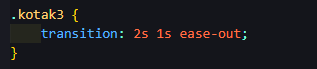 .kotak3 {
    transition: 2s 1s ease-out;
}